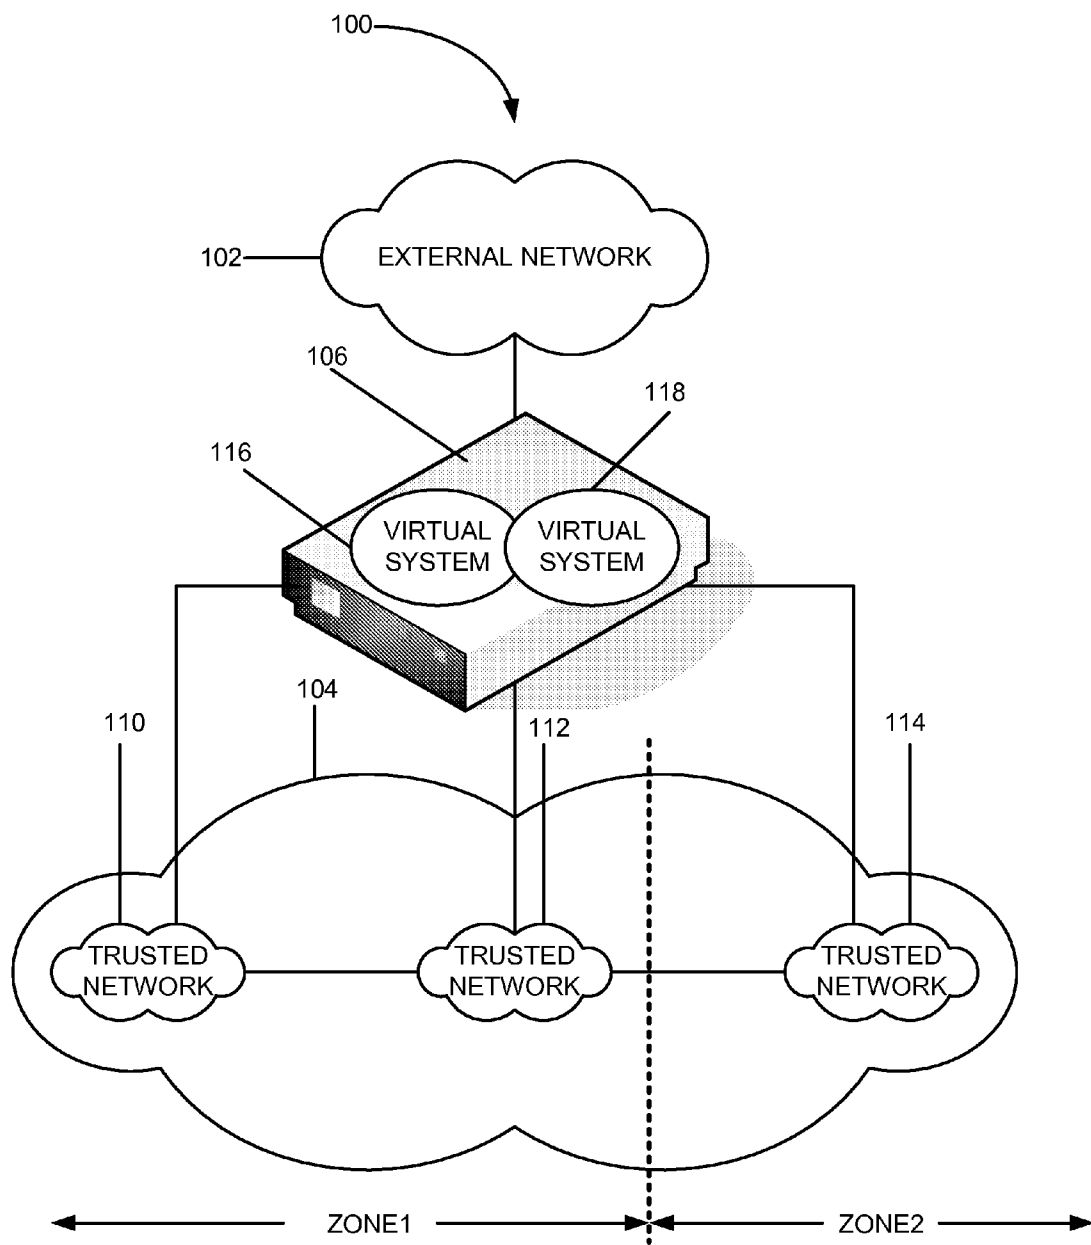 100
102
EXTERNAL NETWORK
106
118
116
VIRTUAL
SYSTEM
VIRTUAL
SYSTEM
104
110
112
114
TRUSTED
NETWORK
TRUSTED
NETWORK
TRUSTED
NETWORK
ZONE1
ZONE2